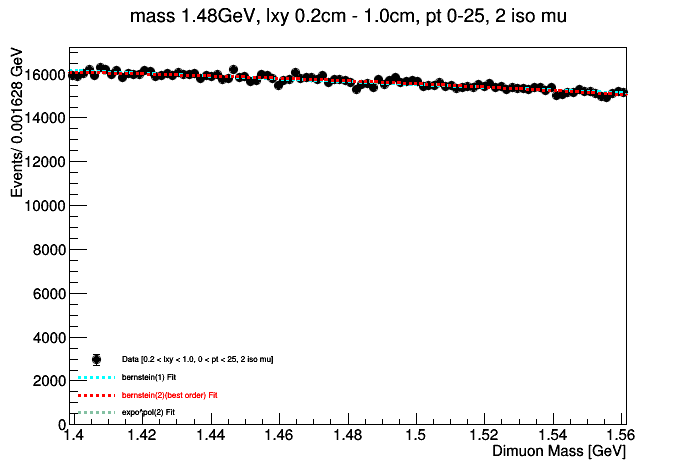 mass 1.48GeV, lxy 0.2cm - 1.0cm, pt 0-25, 2 iso mu
Events/ 0.001628 GeV
16000
14000
12000
10000
8000
6000
4000
2000
0
Data [0.2 < lxy < 1.0, 0 < pt < 25, 2 iso mu]
bernstein(1) Fit
bernstein(2)(best order) Fit
expo*pol(2) Fit
1.4 1.42 1.44 1.46 1.48 1.5 1.52 1.54 1.56
Dimuon Mass [GeV]